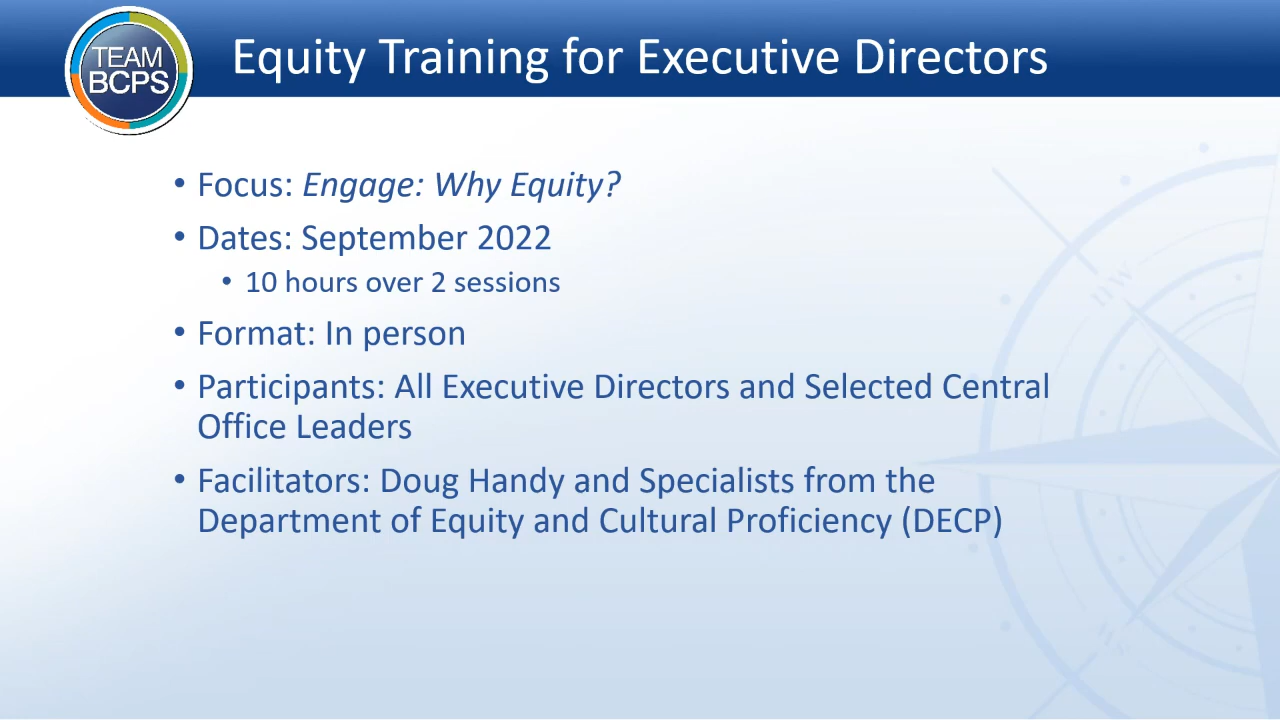 TEAM
BCPS
Equity Training for Executive Directors
• Focus: Engage: Why Equity?
• Dates: September 2022
• 10 hours over 2 sessions
• Format: In person
• Participants: All Executive Directors and Selected Central
Office Leaders
• Facilitators: Doug Handy and Specialists from the
Department of Equity and Cultural Proficiency (DECP)
NW